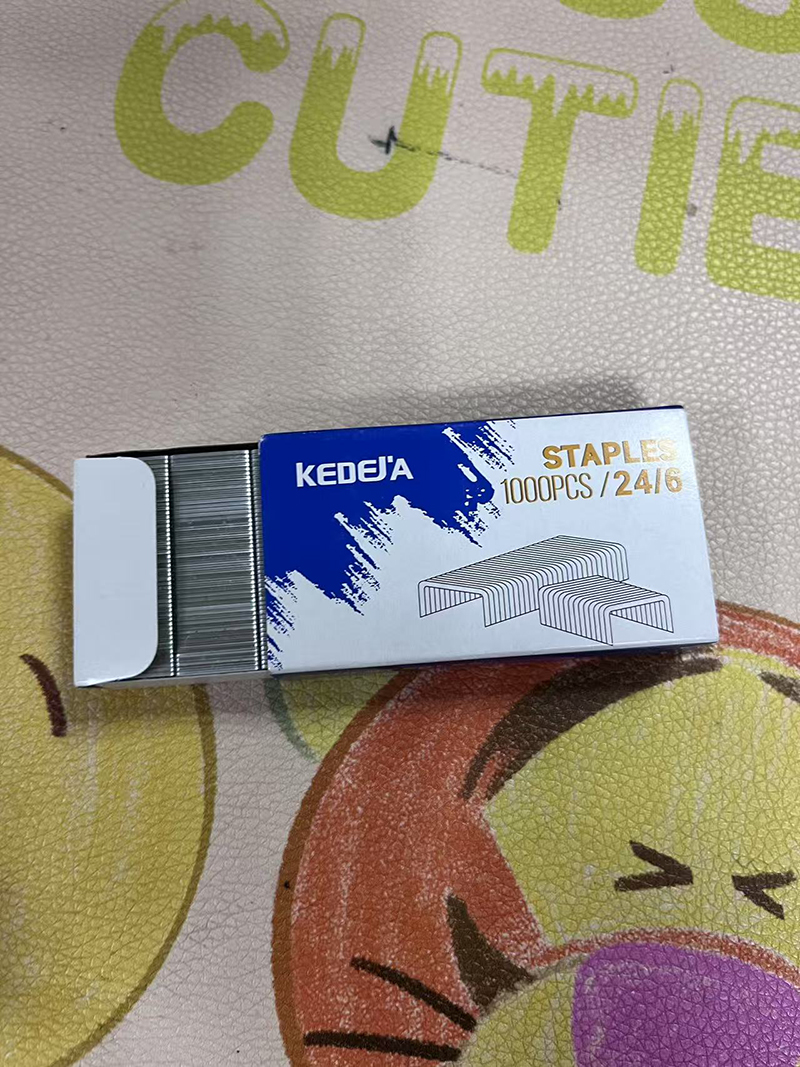 CUTIE
KEDEJ'A
STAPLES
1000PCS / 24/6